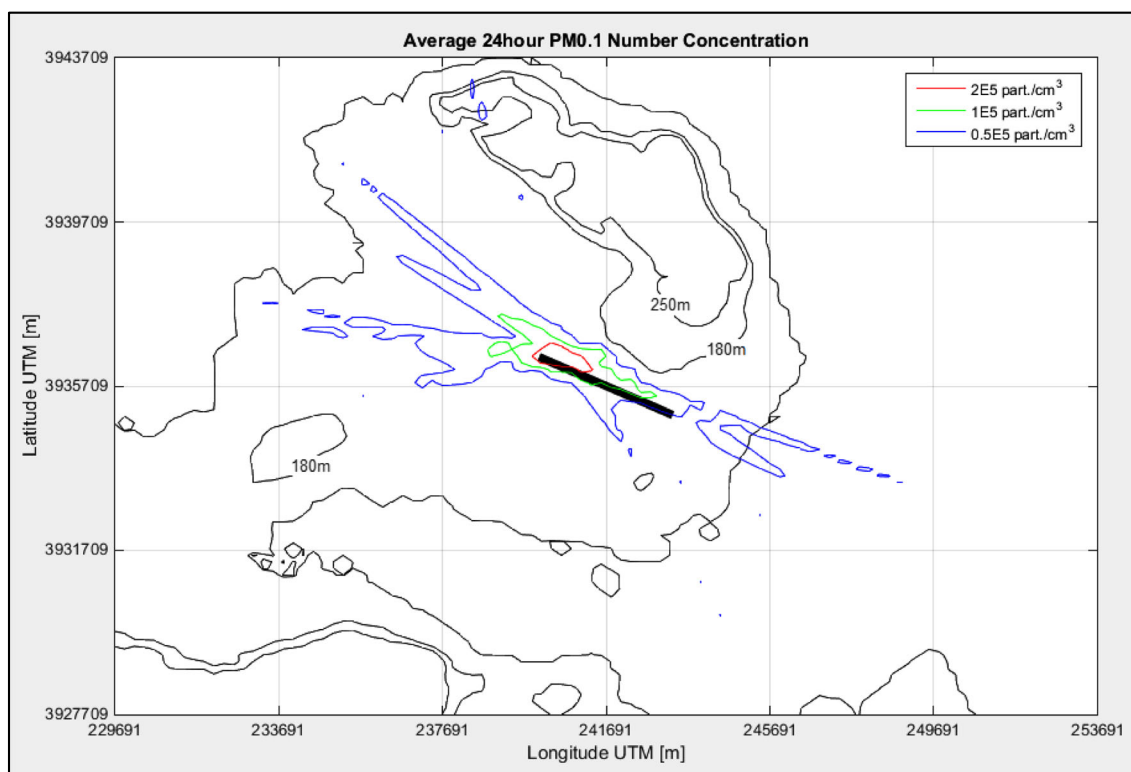 Average 24hour PM0.1 Number Concentration
3943709
2E5 part./cm³
1E5 part./cm³
0.5E5 part./cm³
3939709
250m
180m
3935709
Latitude UTM [m]
180m
3931709
3927709
229691 233691 237691 241691 245691 249691 253691
Longitude UTM [m]